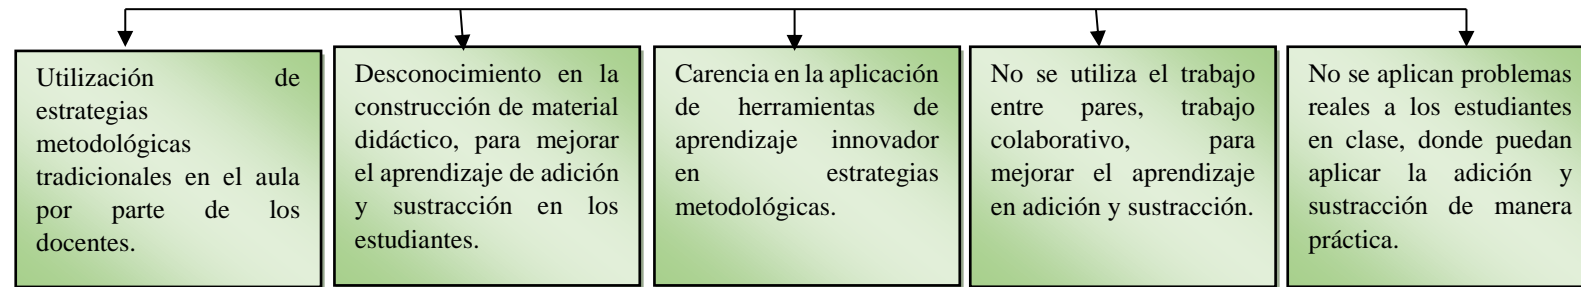 Utilización de
estrategias
metodológicas
tradicionales en el aula
por parte de los
docentes.
Desconocimiento en la
construcción de material
didáctico, para mejorar
el aprendizaje de adición
y sustracción en los
estudiantes.
Carencia en la aplicación
de herramientas de
aprendizaje innovador
en estrategias
metodológicas.
No se utiliza el trabajo
entre pares, trabajo
colaborativo, para
mejorar el aprendizaje
en adición y sustracción.
No se aplican problemas
reales a los estudiantes
en clase, donde puedan
aplicar la adición y
sustracción de manera
práctica.